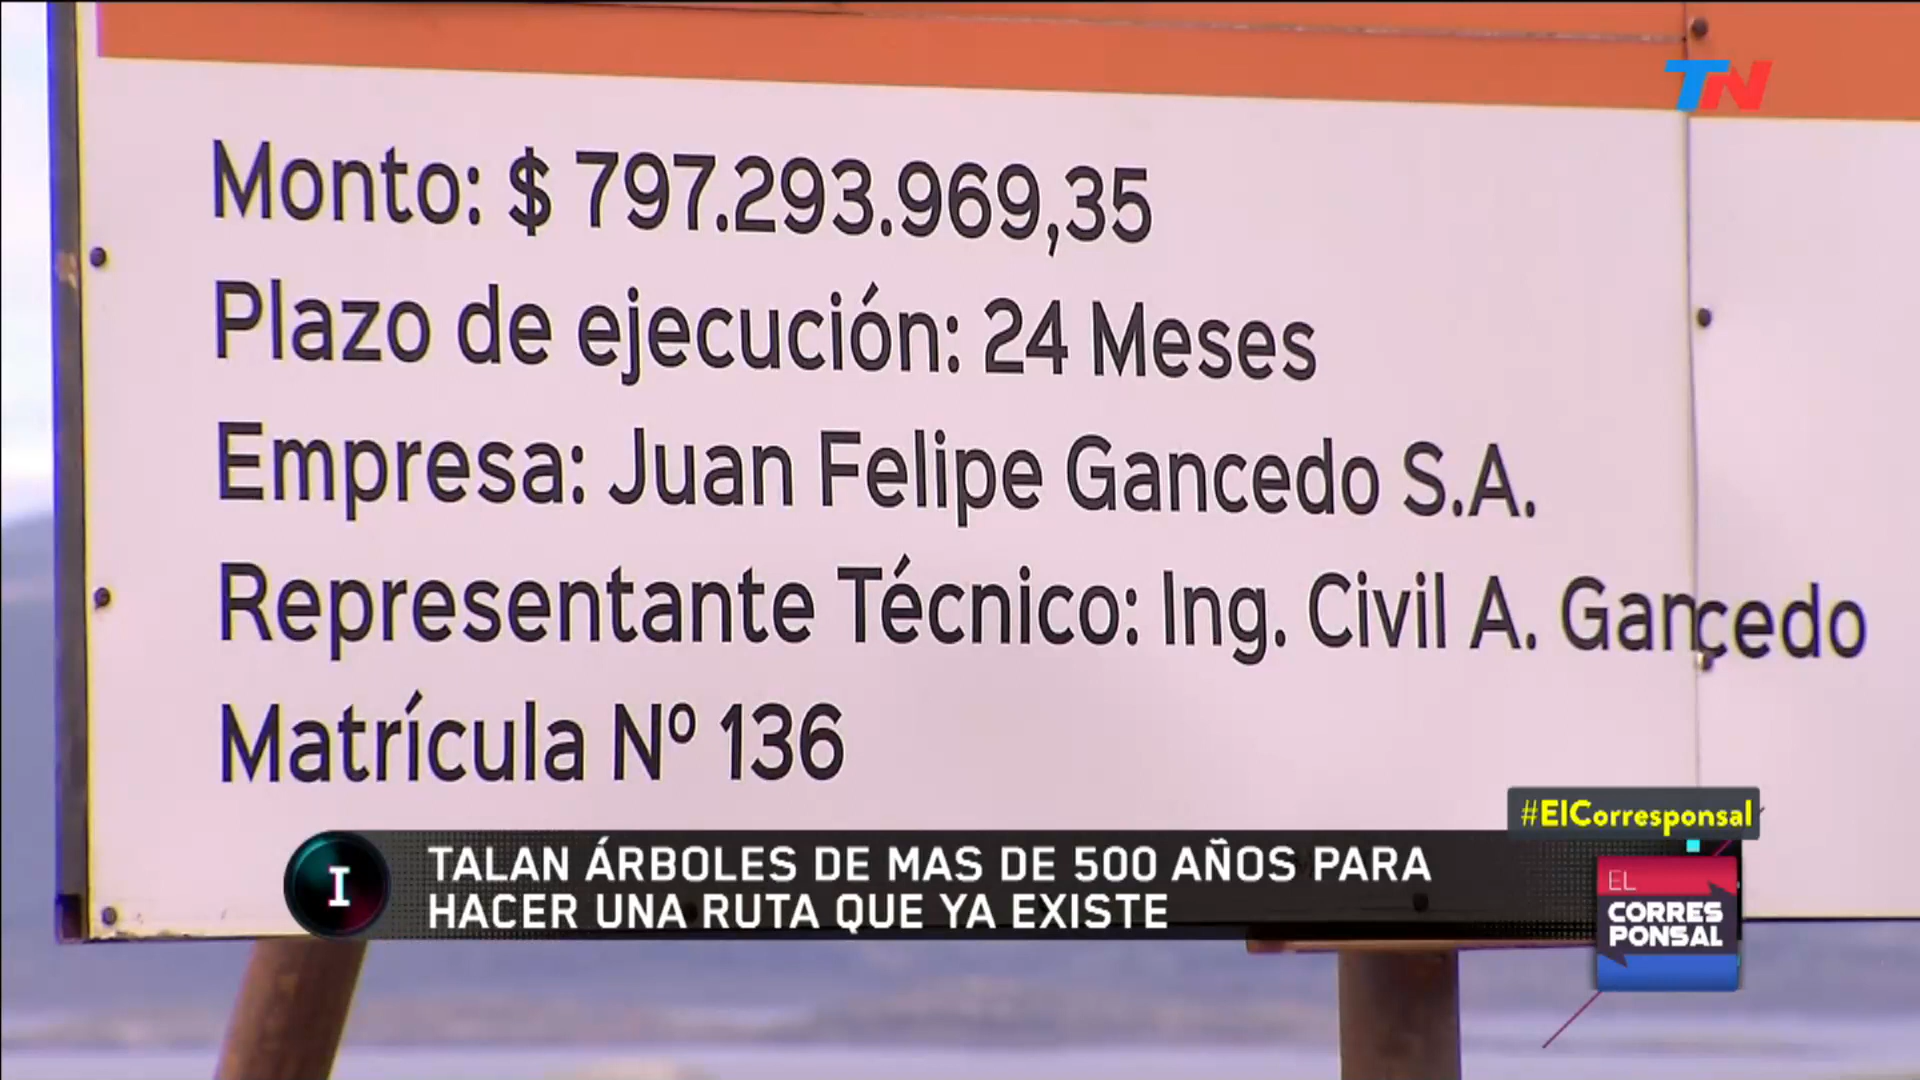 TN
Monto: $ 797.293.969,35
Plazo de ejecución: 24 Meses
Empresa: Juan Felipe Gancedo S.A.
Representante Técnico: Ing. Civil A. Gancedo
Matrícula Nº 136
#ElCorresponsal
I
TALAN ÁRBOLES DE MAS DE 500 AÑOS PARA
HACER UNA RUTA QUE YA EXISTE
EL
CORRES
PONSAL